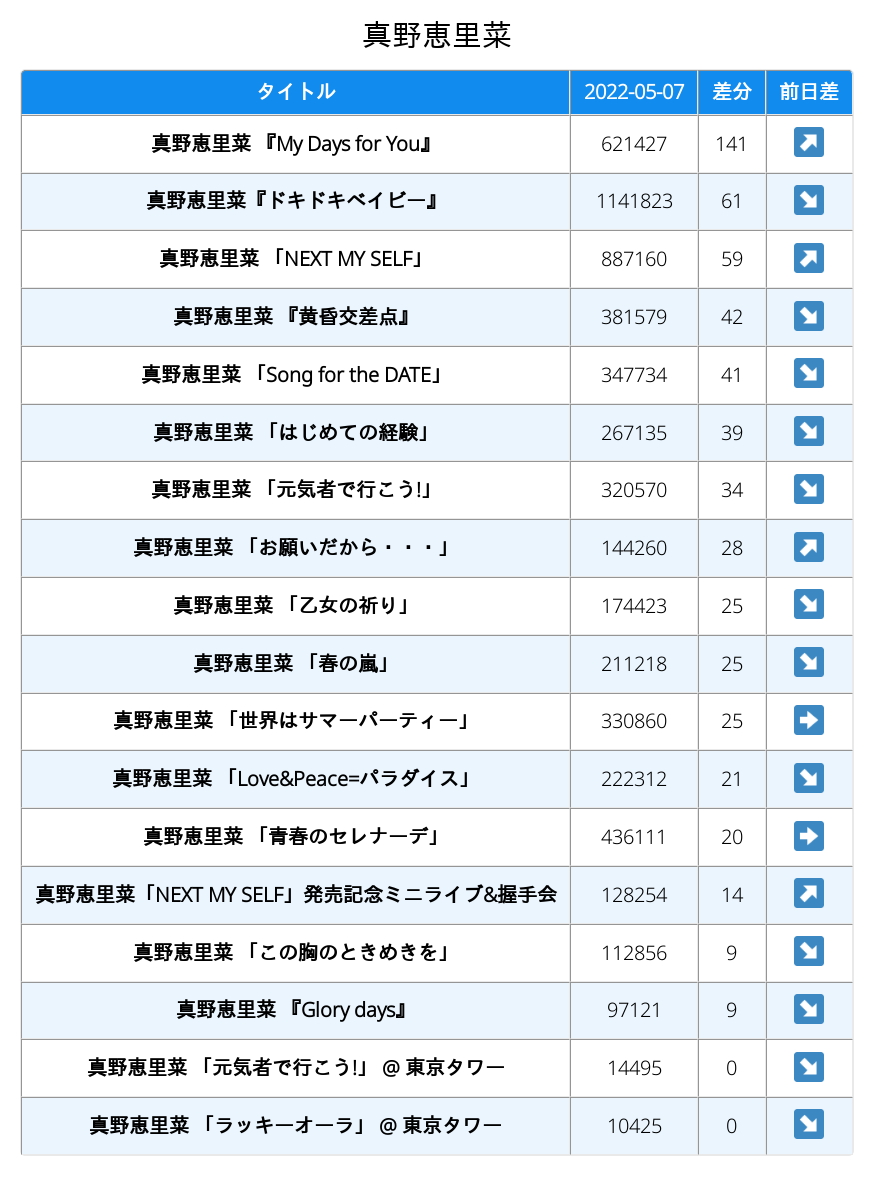 真野恵里菜
タイトル 2022-05-07 差分 前日差
真野恵里菜 『My Days for You』 621427 141 ↗
真野恵里菜『ドキドキベイビー』 1141823 61 ↘
真野恵里菜 「NEXT MY SELF」 887160 59 ↗
真野恵里菜 『黄昏交差点』 381579 42 ↘
真野恵里菜 「Song for the DATE」 347734 41 ↘
真野恵里菜 「はじめての経験」 267135 39 ↘
真野恵里菜 「元気者で行こう!」 320570 34 ↘
真野恵里菜 「お願いだから・・・」 144260 28 ↗
真野恵里菜 「乙女の祈り」 174423 25 ↘
真野恵里菜 「春の嵐」 211218 25 ↘
真野恵里菜 「世界はサマーパーティー」 330860 25 ➡
真野恵里菜 「Love&Peace=パラダイス」 222312 21 ↘
真野恵里菜 「青春のセレナーデ」 436111 20 ➡
真野恵里菜「NEXT MY SELF」発売記念ミニライブ&握手会 128254 14 ↗
真野恵里菜 「この胸のときめきを」 112856 9 ↘
真野恵里菜 『Glory days』 97121 9 ↘
真野恵里菜 「元気者で行こう!」 @ 東京タワー 14495 0 ↘
真野恵里菜 「ラッキーオーラ」 @ 東京タワー 10425 0 ↘